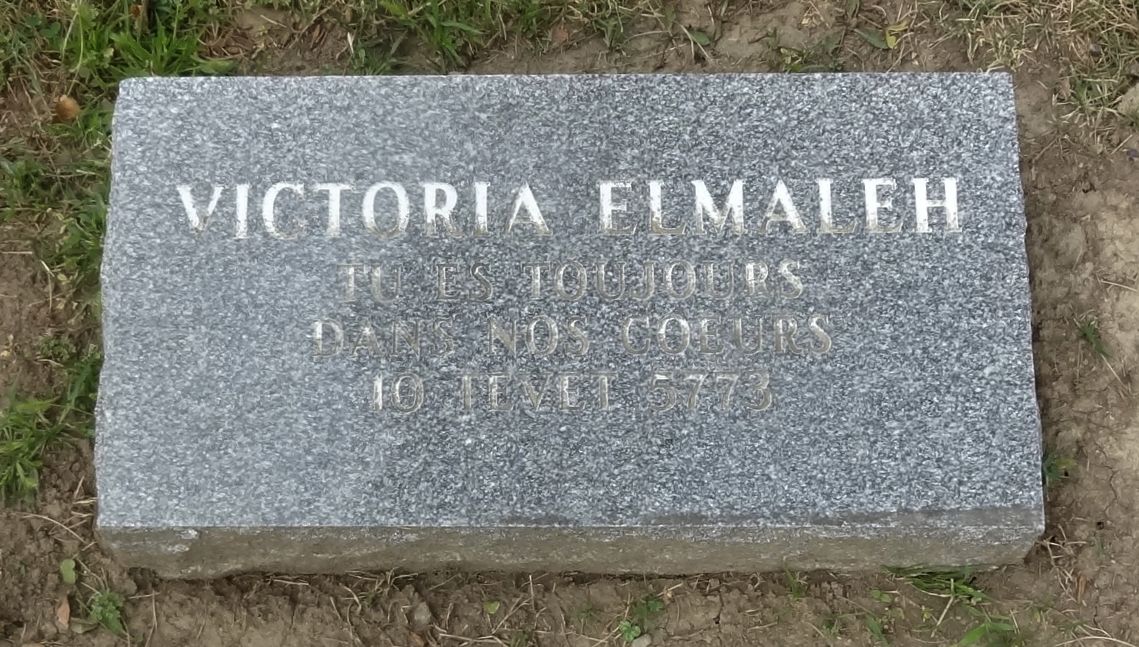 VICTORIA ELMALEH
TU ES TOUJOURS
DANS NOS COEURS
10 TEVET 5773